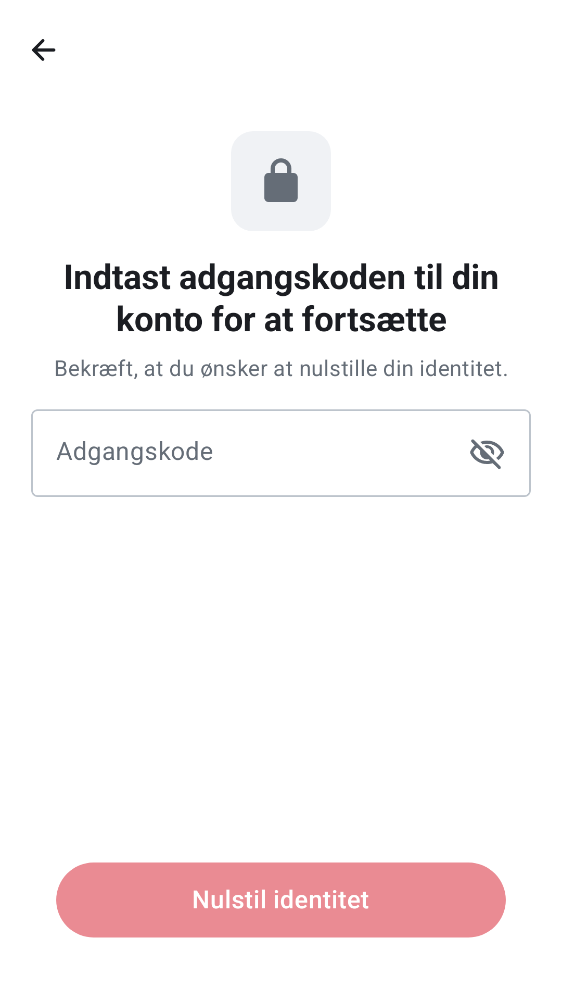 Indtast adgangskoden til din
konto for at fortsætte
Bekræft, at du ønsker at nulstille din identitet.
Adgangskode
Nulstil identitet